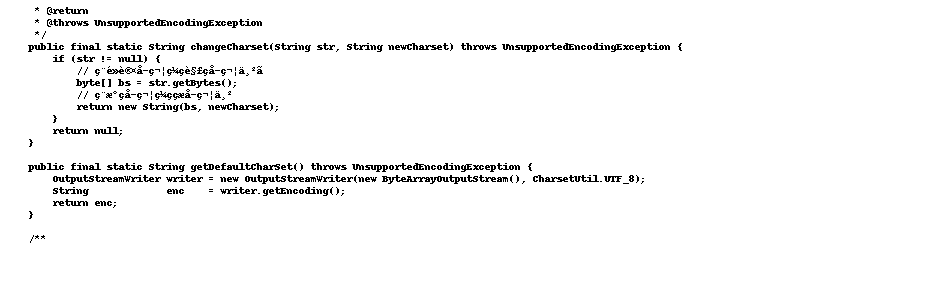 * @return
* @throws UnsupportedEncodingException
*/
public final static String changeCharset(String str, String newCharset) throws UnsupportedEncodingException {
if (str != null) {
// ç¨é»è®¤å­ç¬¦ç¼ç è§£ç å­ç¬¦ä¸²ã
byte[] bs = str.getBytes();
// ç¨æ°çå­ç¬¦ç¼ç çæå­ç¬¦ä¸²
return new String(bs, newCharset);
}
return null;
}
public final static String getDefaultCharSet() throws UnsupportedEncodingException {
OutputStreamWriter writer = new OutputStreamWriter(new ByteArrayOutputStream(), CharsetUtil.UTF_8);
String enc = writer.getEncoding();
return enc;
}
/**